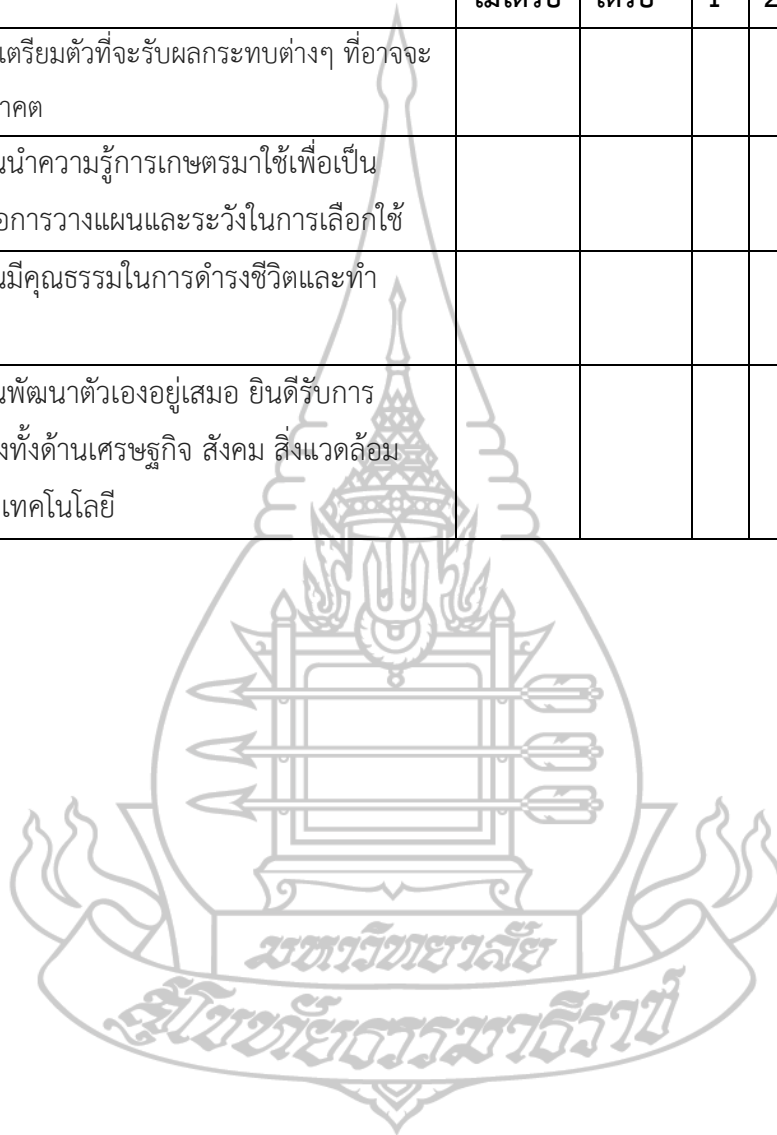 ไม่ได้รับ ได้รับ 1 2
เตรียมตัวที่จะรับผลกระทบต่างๆ ที่อาจจะ
าคต
นนำความรู้การเกษตรมาใช้เพื่อเป็น
อการวางแผนและระวังในการเลือกใช้
นมีคุณธรรมในการดำรงชีวิตและทำ
นพัฒนาตัวเองอยู่เสมอ ยินดีรับการ
งทั้งด้านเศรษฐกิจ สังคม สิ่งแวดล้อม
เทคโนโลยี
มหาวิทยาลัย
สุโขทัยธรรมาธิราช